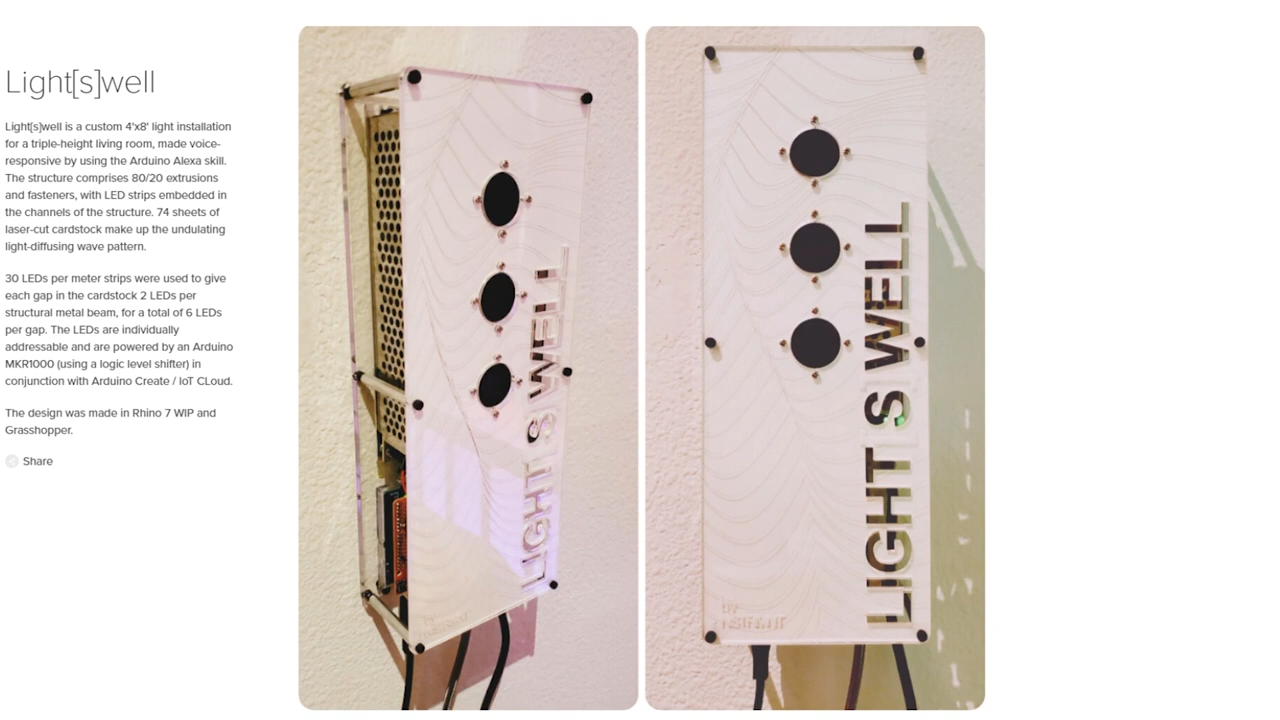 Light[s]well
Light[s]well is a custom 4'x8' light installation
for a triple-height living room, made voice-
responsive by using the Arduino Alexa skill.
The structure comprises 80/20 extrusions
and fasteners, with LED strips embedded in
the channels of the structure. 74 sheets of
laser-cut cardstock make up the undulating
light-diffusing wave pattern.
30 LEDs per meter strips were used to give
each gap in the cardstock 2 LEDs per
structural metal beam, for a total of 6 LEDs
per gap. The LEDs are individually
addressable and are powered by an Arduino
MKR1000 (using a logic level shifter) in
conjunction with Arduino Create / IoT CLoud.
The design was made in Rhino 7 WIP and
Grasshopper.
Share
LIGHT S WELL
LIGHT S WELL
by